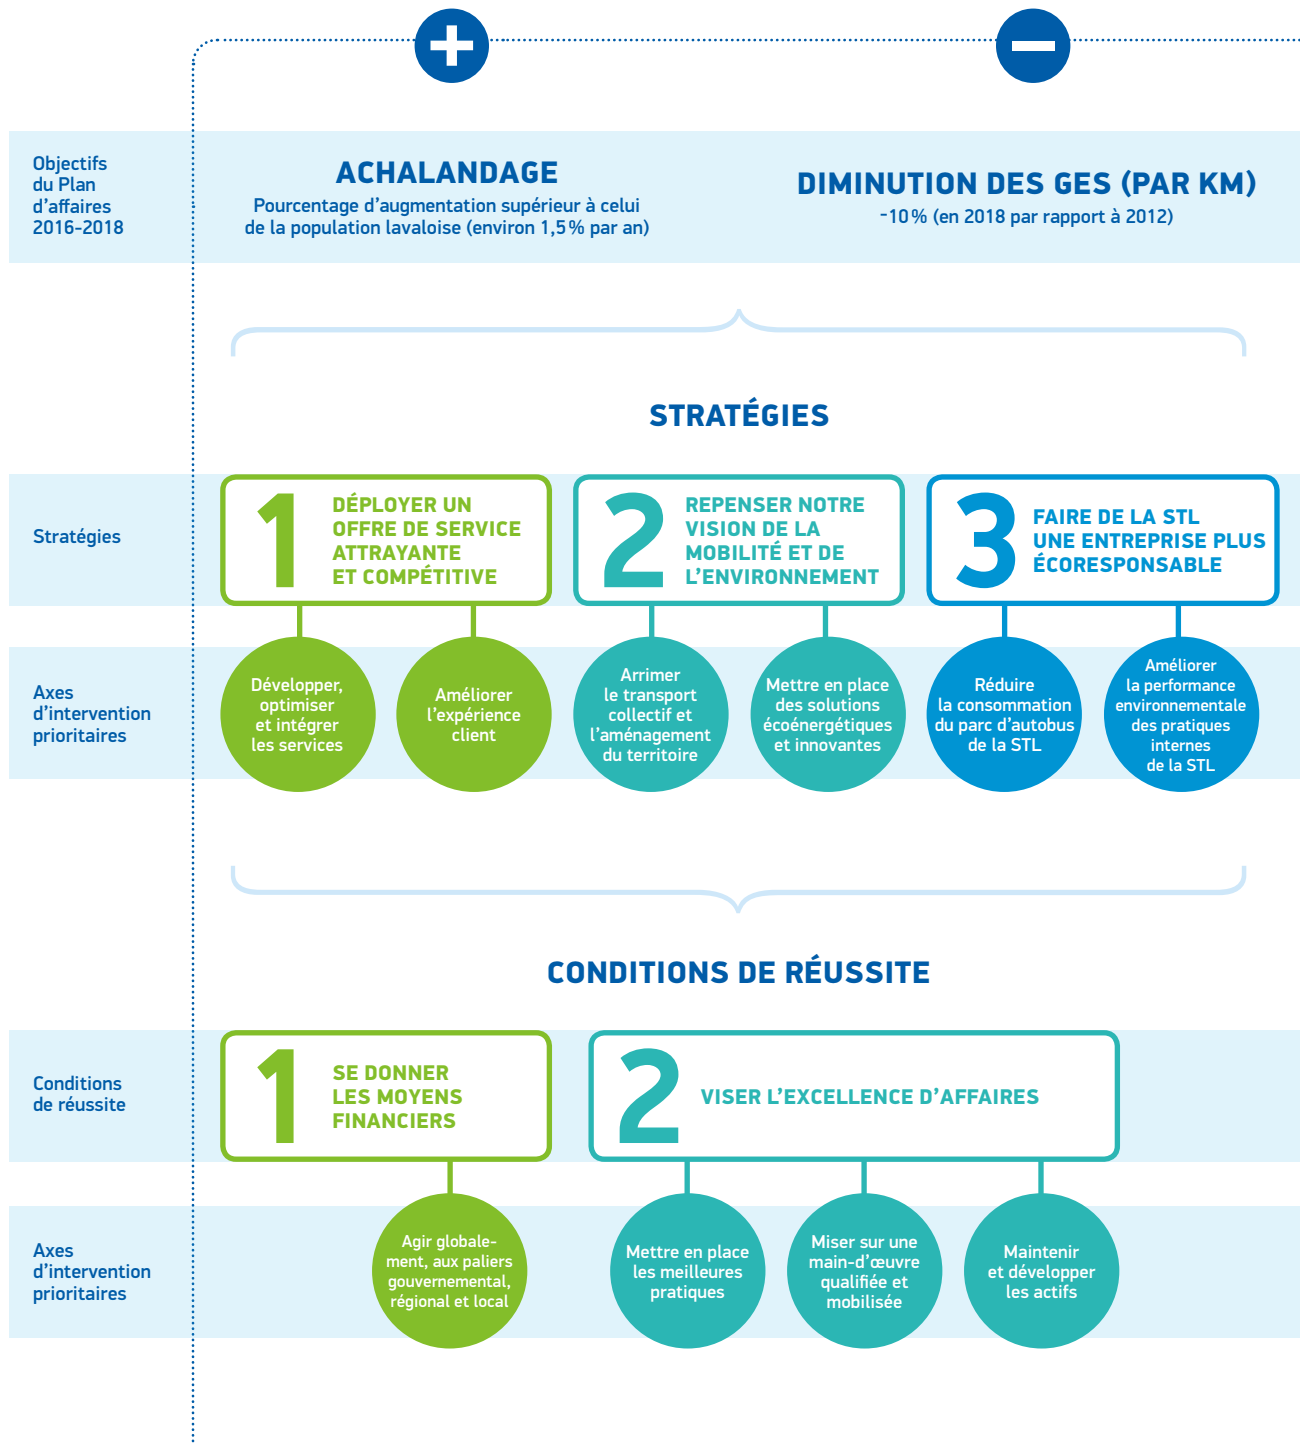 Objectifs
du Plan
d’affaires
2016-2018
ACHALANDAGE
Pourcentage d’augmentation supérieur à celui
de la population lavaloise (environ 1,5 % par an)
DIMINUTION DES GES (PAR KM)
-10 % (en 2018 par rapport à 2012)
STRATÉGIES
Stratégies
1
DÉPLOYER UN
OFFRE DE SERVICE
ATTRAYANTE
ET COMPÉTITIVE
2
REPENSER NOTRE
VISION DE LA
MOBILITÉ ET DE
L’ENVIRONNEMENT
3
FAIRE DE LA STL
UNE ENTREPRISE PLUS
ÉCORESPONSABLE
Axes
d’intervention
prioritaires
Développer,
optimiser
et intégrer
les services
Améliorer
l’expérience
client
Arrimer
le transport
collectif et
l’aménagement
du territoire
Mettre en place
des solutions
écoénergétiques
et innovantes
Réduire
la consommation
du parc d’autobus
de la STL
Améliorer
la performance
environnementale
des pratiques
internes
de la STL
CONDITIONS DE RÉUSSITE
Conditions
de réussite
1
SE DONNER
LES MOYENS
FINANCIERS
2
VISER L’EXCELLENCE D’AFFAIRES
Axes
d’intervention
prioritaires
Agir globale-
ment, aux paliers
gouvernemental,
régional et local
Mettre en place
les meilleures
pratiques
Miser sur une
main-d’œuvre
qualifiée et
mobilisée
Maintenir
et développer
les actifs